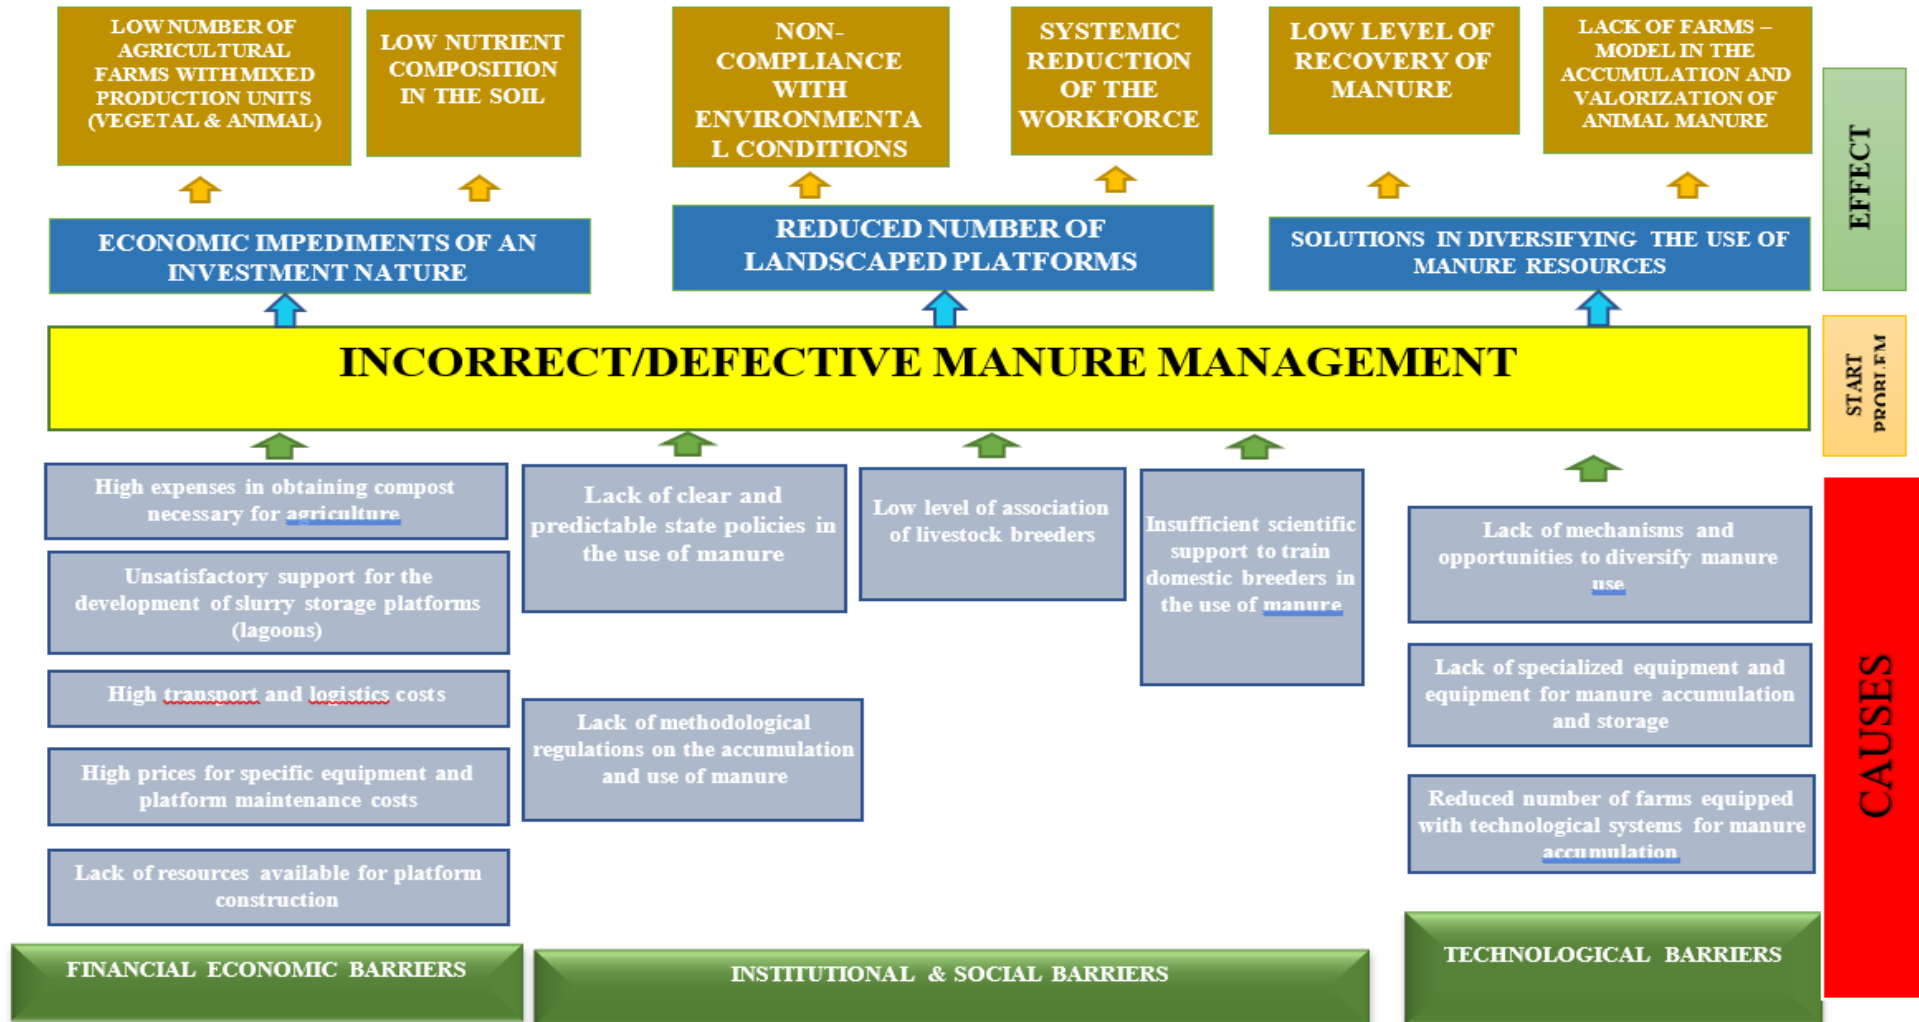 LOW NUMBER OF
AGRICULTURAL
FARMS WITH MIXED
PRODUCTION UNITS
(VEGETAL & ANIMAL)
LOW NUTRIENT
COMPOSITION
IN THE SOIL
NON-
COMPLIANCE
WITH
ENVIRONMENTA
L CONDITIONS
SYSTEMIC
REDUCTION
OF THE
WORKFORCE
LOW LEVEL OF
RECOVERY OF
MANURE
LACK OF FARMS –
MODEL IN THE
ACCUMULATION AND
VALORIZATION OF
ANIMAL MANURE
EFFECT
ECONOMIC IMPEDIMENTS OF AN
INVESTMENT NATURE
REDUCED NUMBER OF
LANDSCAPED PLATFORMS
SOLUTIONS IN DIVERSIFYING THE USE OF
MANURE RESOURCES
INCORRECT/DEFECTIVE MANURE MANAGEMENT
START
PROBLEM
High expenses in obtaining compost
necessary for agriculture
Unsatisfactory support for the
development of slurry storage platforms
(lagoons)
High transport and logistics costs
High prices for specific equipment and
platform maintenance costs
Lack of resources available for platform
construction
Lack of clear and
predictable state policies in
the use of manure
Lack of methodological
regulations on the accumulation
and use of manure
Low level of association
of livestock breeders
Insufficient scientific
support to train
domestic breeders in
the use of manure
Lack of mechanisms and
opportunities to diversify manure
use
Lack of specialized equipment and
equipment for manure accumulation
and storage
Reduced number of farms equipped
with technological systems for manure
accumulation
CAUSES
FINANCIAL ECONOMIC BARRIERS
INSTITUTIONAL & SOCIAL BARRIERS
TECHNOLOGICAL BARRIERS